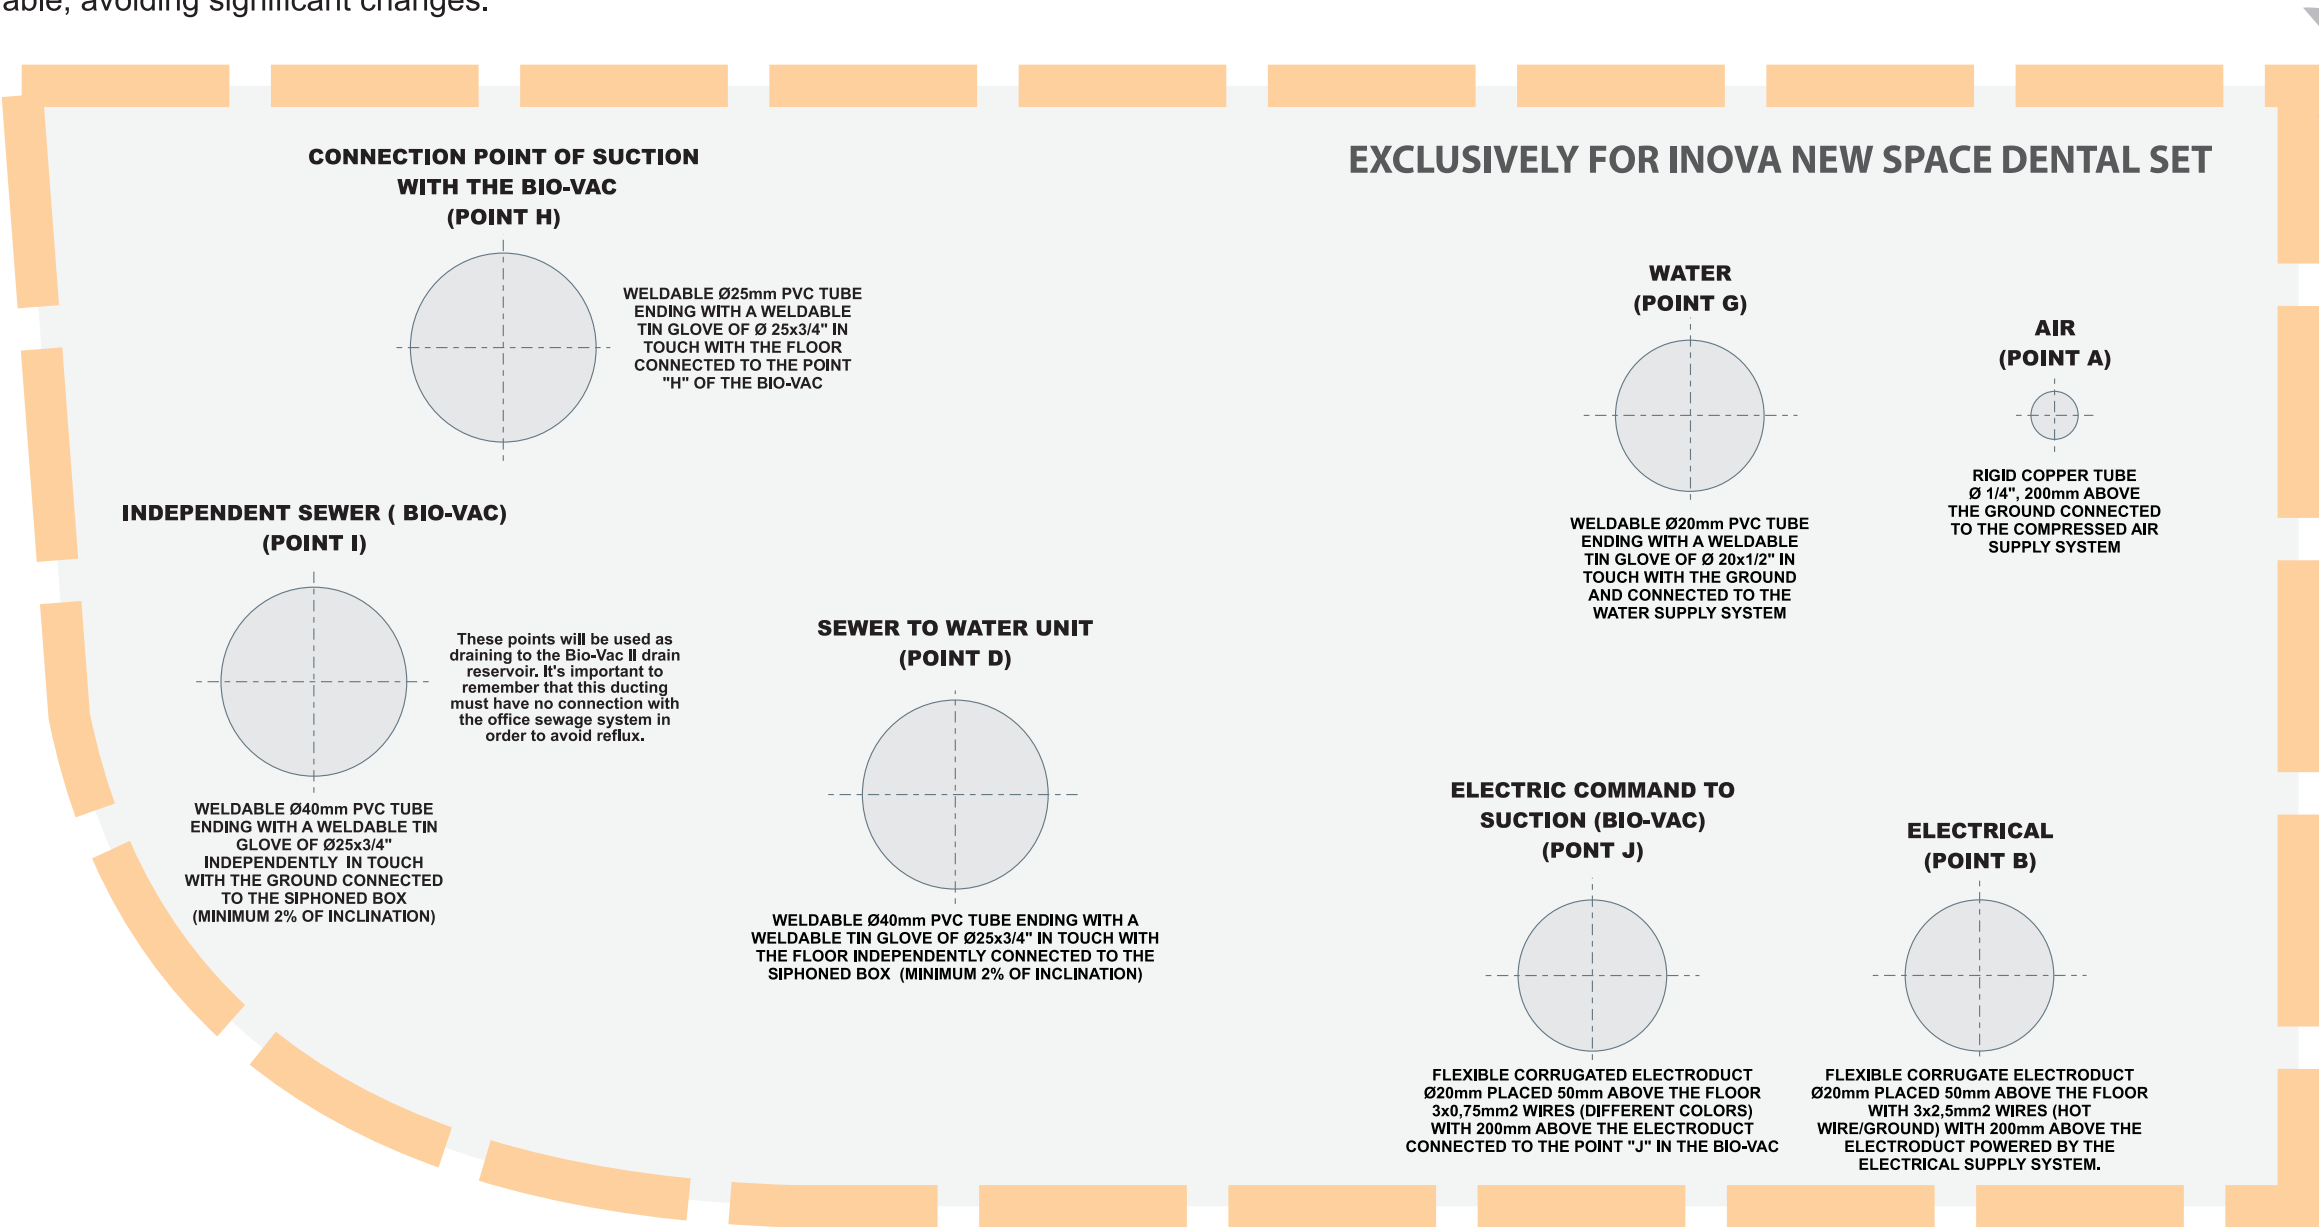 able, avoiding significant changes.
EXCLUSIVELY FOR INOVA NEW SPACE DENTAL SET
CONNECTION POINT OF SUCTION
WITH THE BIO-VAC
(POINT H)
WELDABLE Ø25mm PVC TUBE
ENDING WITH A WELDABLE
TIN GLOVE OF Ø 25x3/4" IN
TOUCH WITH THE FLOOR
CONNECTED TO THE POINT
"H" OF THE BIO-VAC
WATER
(POINT G)
WELDABLE Ø20mm PVC TUBE
ENDING WITH A WELDABLE
TIN GLOVE OF Ø 20x1/2" IN
TOUCH WITH THE GROUND
AND CONNECTED TO THE
WATER SUPPLY SYSTEM
AIR
(POINT A)
RIGID COPPER TUBE
Ø 1/4", 200mm ABOVE
THE GROUND CONNECTED
TO THE COMPRESSED AIR
SUPPLY SYSTEM
INDEPENDENT SEWER ( BIO-VAC)
(POINT I)
These points will be used as
draining to the Bio-Vac II drain
reservoir. It's important to
remember that this ducting
must have no connection with
the office sewage system in
order to avoid reflux.
WELDABLE Ø40mm PVC TUBE
ENDING WITH A WELDABLE TIN
GLOVE OF Ø25x3/4"
INDEPENDENTLY  IN TOUCH
WITH THE GROUND CONNECTED
TO THE SIPHONED BOX
(MINIMUM 2% OF INCLINATION)
SEWER TO WATER UNIT
(POINT D)
WELDABLE Ø40mm PVC TUBE ENDING WITH A
WELDABLE TIN GLOVE OF Ø25x3/4" IN TOUCH WITH
THE FLOOR INDEPENDENTLY CONNECTED TO THE
SIPHONED BOX  (MINIMUM 2% OF INCLINATION)
ELECTRIC COMMAND TO
SUCTION (BIO-VAC)
(PONT J)
FLEXIBLE CORRUGATED ELECTRODUCT
Ø20mm PLACED 50mm ABOVE THE FLOOR
3x0,75mm2 WIRES (DIFFERENT COLORS)
WITH 200mm ABOVE THE ELECTRODUCT
CONNECTED TO THE POINT "J" IN THE BIO-VAC
ELECTRICAL
(POINT B)
FLEXIBLE CORRUGATE ELECTRODUCT
Ø20mm PLACED 50mm ABOVE THE FLOOR
WITH 3x2,5mm2 WIRES (HOT
WIRE/GROUND) WITH 200mm ABOVE THE
ELECTRODUCT POWERED BY THE
ELECTRICAL SUPPLY SYSTEM.